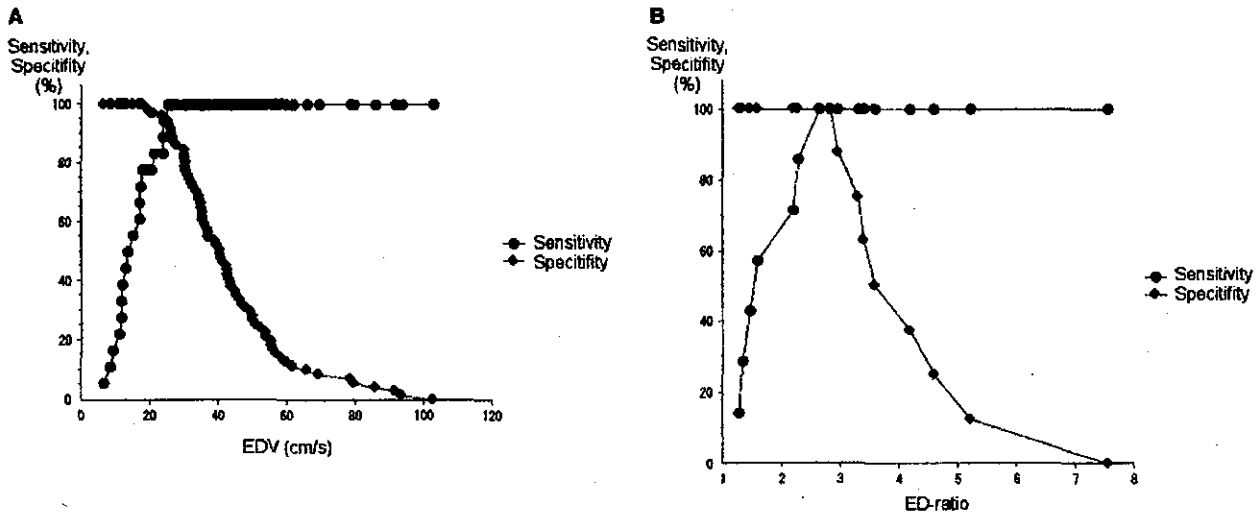 A
Sensitivity,
Specitifity
(%)
100
80
60
40
20
0
0 20 40 60 80 100 120
EDV (cm/s)
Sensitivity
Specitifity
B
Sensitivity,
Specitifity
(%)
100
80
60
40
20
0
1 2 3 4 5 6 7 8
ED-ratio
Sensitivity
Specitifity